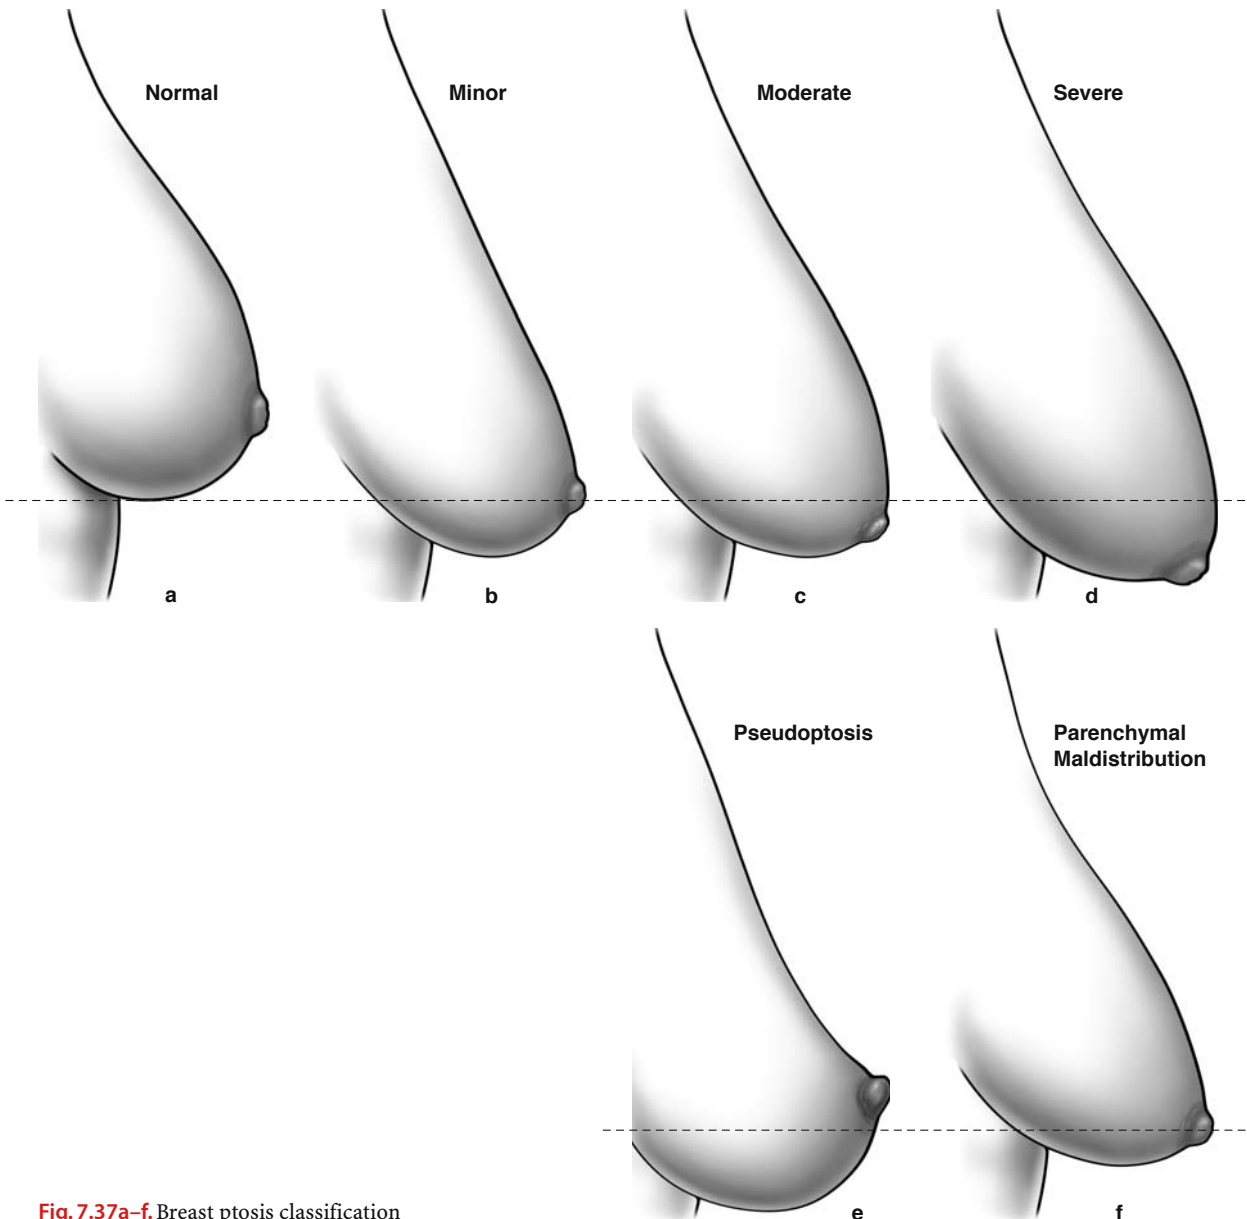 Normal
Minor
Moderate
Severe
a
b
c
d
Pseudoptosis
Parenchymal
Maldistribution
e
f
Fig. 7.37a–f. Breast ptosis classification